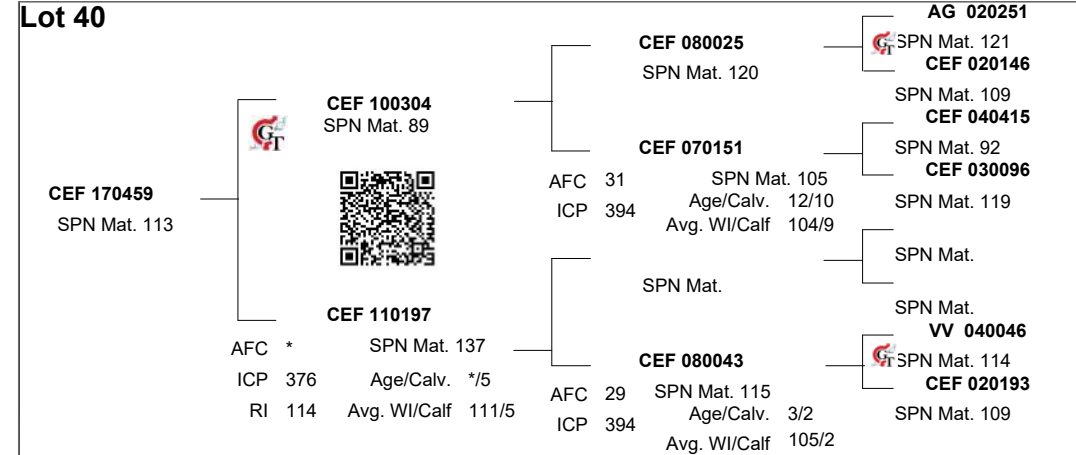 Lot 40
AG 020251
CEF 080025
GT SPN Mat. 121
SPN Mat. 120
CEF 020146
SPN Mat. 109
CEF 100304
GT
SPN Mat. 89
CEF 040415
CEF 070151
SPN Mat. 92
CEF 030096
AFC 31 SPN Mat. 105
CEF 170459
ICP 394 Age/Calv. 12/10
SPN Mat. 119
SPN Mat. 113
Avg. WI/Calf 104/9
SPN Mat.
SPN Mat.
CEF 110197
SPN Mat.
VV 040046
AFC * SPN Mat. 137
CEF 080043
GT SPN Mat. 114
ICP 376 Age/Calv. */5
CEF 020193
AFC 29 SPN Mat. 115
RI 114 Avg. WI/Calf 111/5
Age/Calv. 3/2
SPN Mat. 109
ICP 394
Avg. WI/Calf 105/2